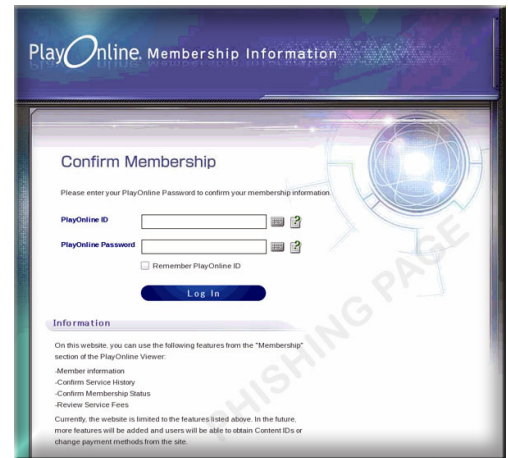 PlayOnline. Membership Information
Confirm Membership
Please enter your PlayOnline Password to confirm your membership information.
PlayOnline ID
PlayOnline Password
Remember PlayOnline ID
Log In
Information
On this website, you can use the following features from the "Membership"
section of the PlayOnline Viewer:
-Member information
-Confirm Service History
-Confirm Membership Status
-Review Service Fees
Currently, the website is limited to the features listed above. In the future,
more features will be added and users will be able to obtain Content IDs or
change payment methods from the site.
PHISHING PAGE